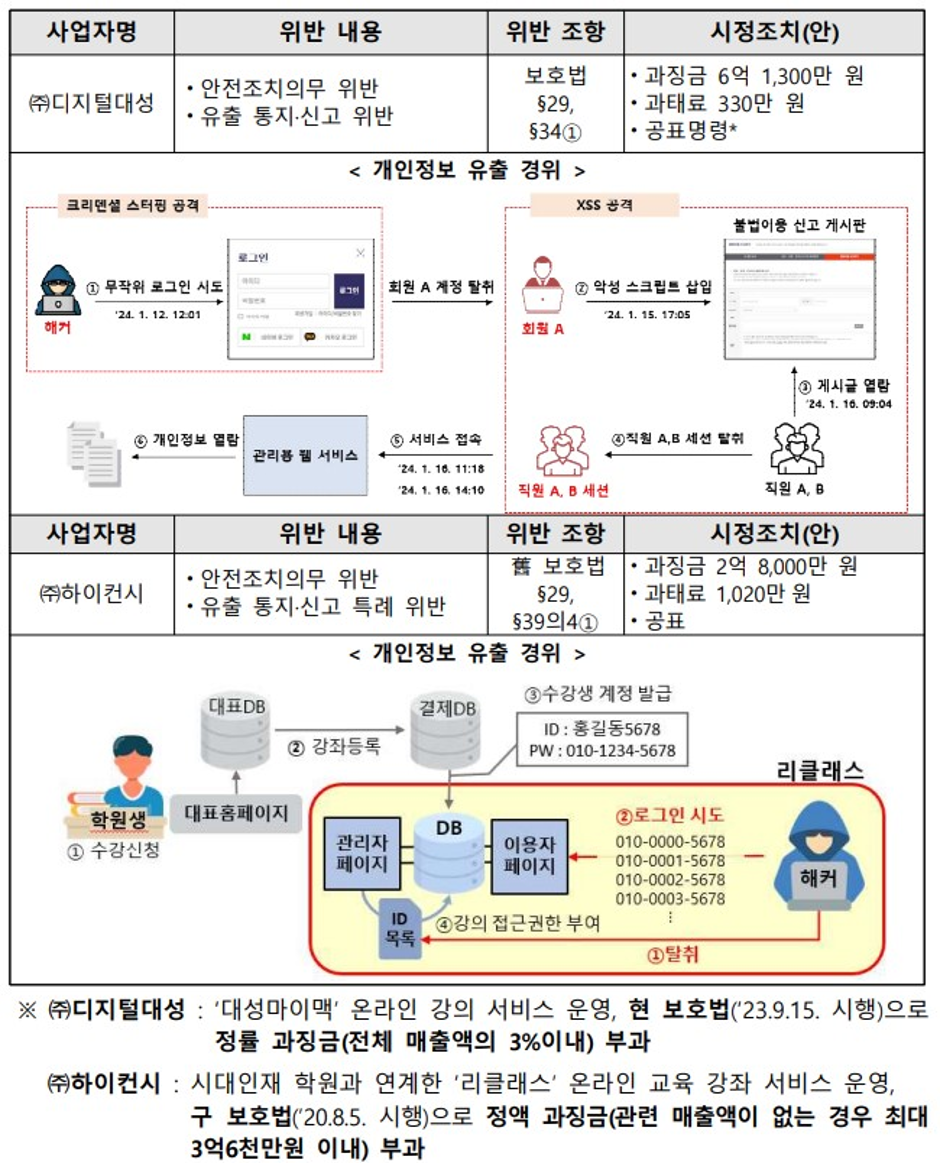 사업자명 위반 내용 위반 조항 시정조치(안)
㈜디지털대성
· 안전조치의무 위반
· 유출 통지·신고 위반
보호법
§29,
§34①
· 과징금 6억 1,300만 원
· 과태료 330만 원
· 공표명령*
< 개인정보 유출 경위 >
크리덴셜 스터핑 공격
해커
① 무작위 로그인 시도
'24. 1. 12. 12:01
로그인
아이디
비밀번호
로그인
네이버 로그인
회원 A 계정 탈취
XSS 공격
회원 A
② 악성 스크립트 삽입
'24. 1. 15. 17:05
불법이용 신고 게시판
③ 게시글 열람
'24. 1. 16. 09:04
직원 A, B
④직원 A,B 세션 탈취
직원 A, B 세션
⑤ 서비스 접속
'24. 1. 16. 11:18
'24. 1. 16. 14:10
관리용 웹 서비스
⑥ 개인정보 열람
사업자명 위반 내용 위반 조항 시정조치(안)
㈜하이컨시
· 안전조치의무 위반
· 유출 통지·신고 특례 위반
舊 보호법
§29,
§39의4①
· 과징금 2억 8,000만 원
· 과태료 1,020만 원
· 공표
< 개인정보 유출 경위 >
학원생
① 수강신청
대표홈페이지
대표DB
② 강좌등록
결제DB
③수강생 계정 발급
ID : 홍길동5678
PW : 010-1234-5678
리클래스
관리자
페이지
DB
이용자
페이지
ID
목록
④강의 접근권한 부여
②로그인 시도
010-0000-5678
010-0001-5678
010-0002-5678
010-0003-5678
⋮
해커
①탈취
※ ㈜디지털대성 : '대성마이맥' 온라인 강의 서비스 운영, 현 보호법('23.9.15. 시행)으로
정률 과징금(전체 매출액의 3%이내) 부과
㈜하이컨시 : 시대인재 학원과 연계한 '리클래스' 온라인 교육 강좌 서비스 운영,
구 보호법('20.8.5. 시행)으로 정액 과징금(관련 매출액이 없는 경우 최대
3억6천만원 이내) 부과